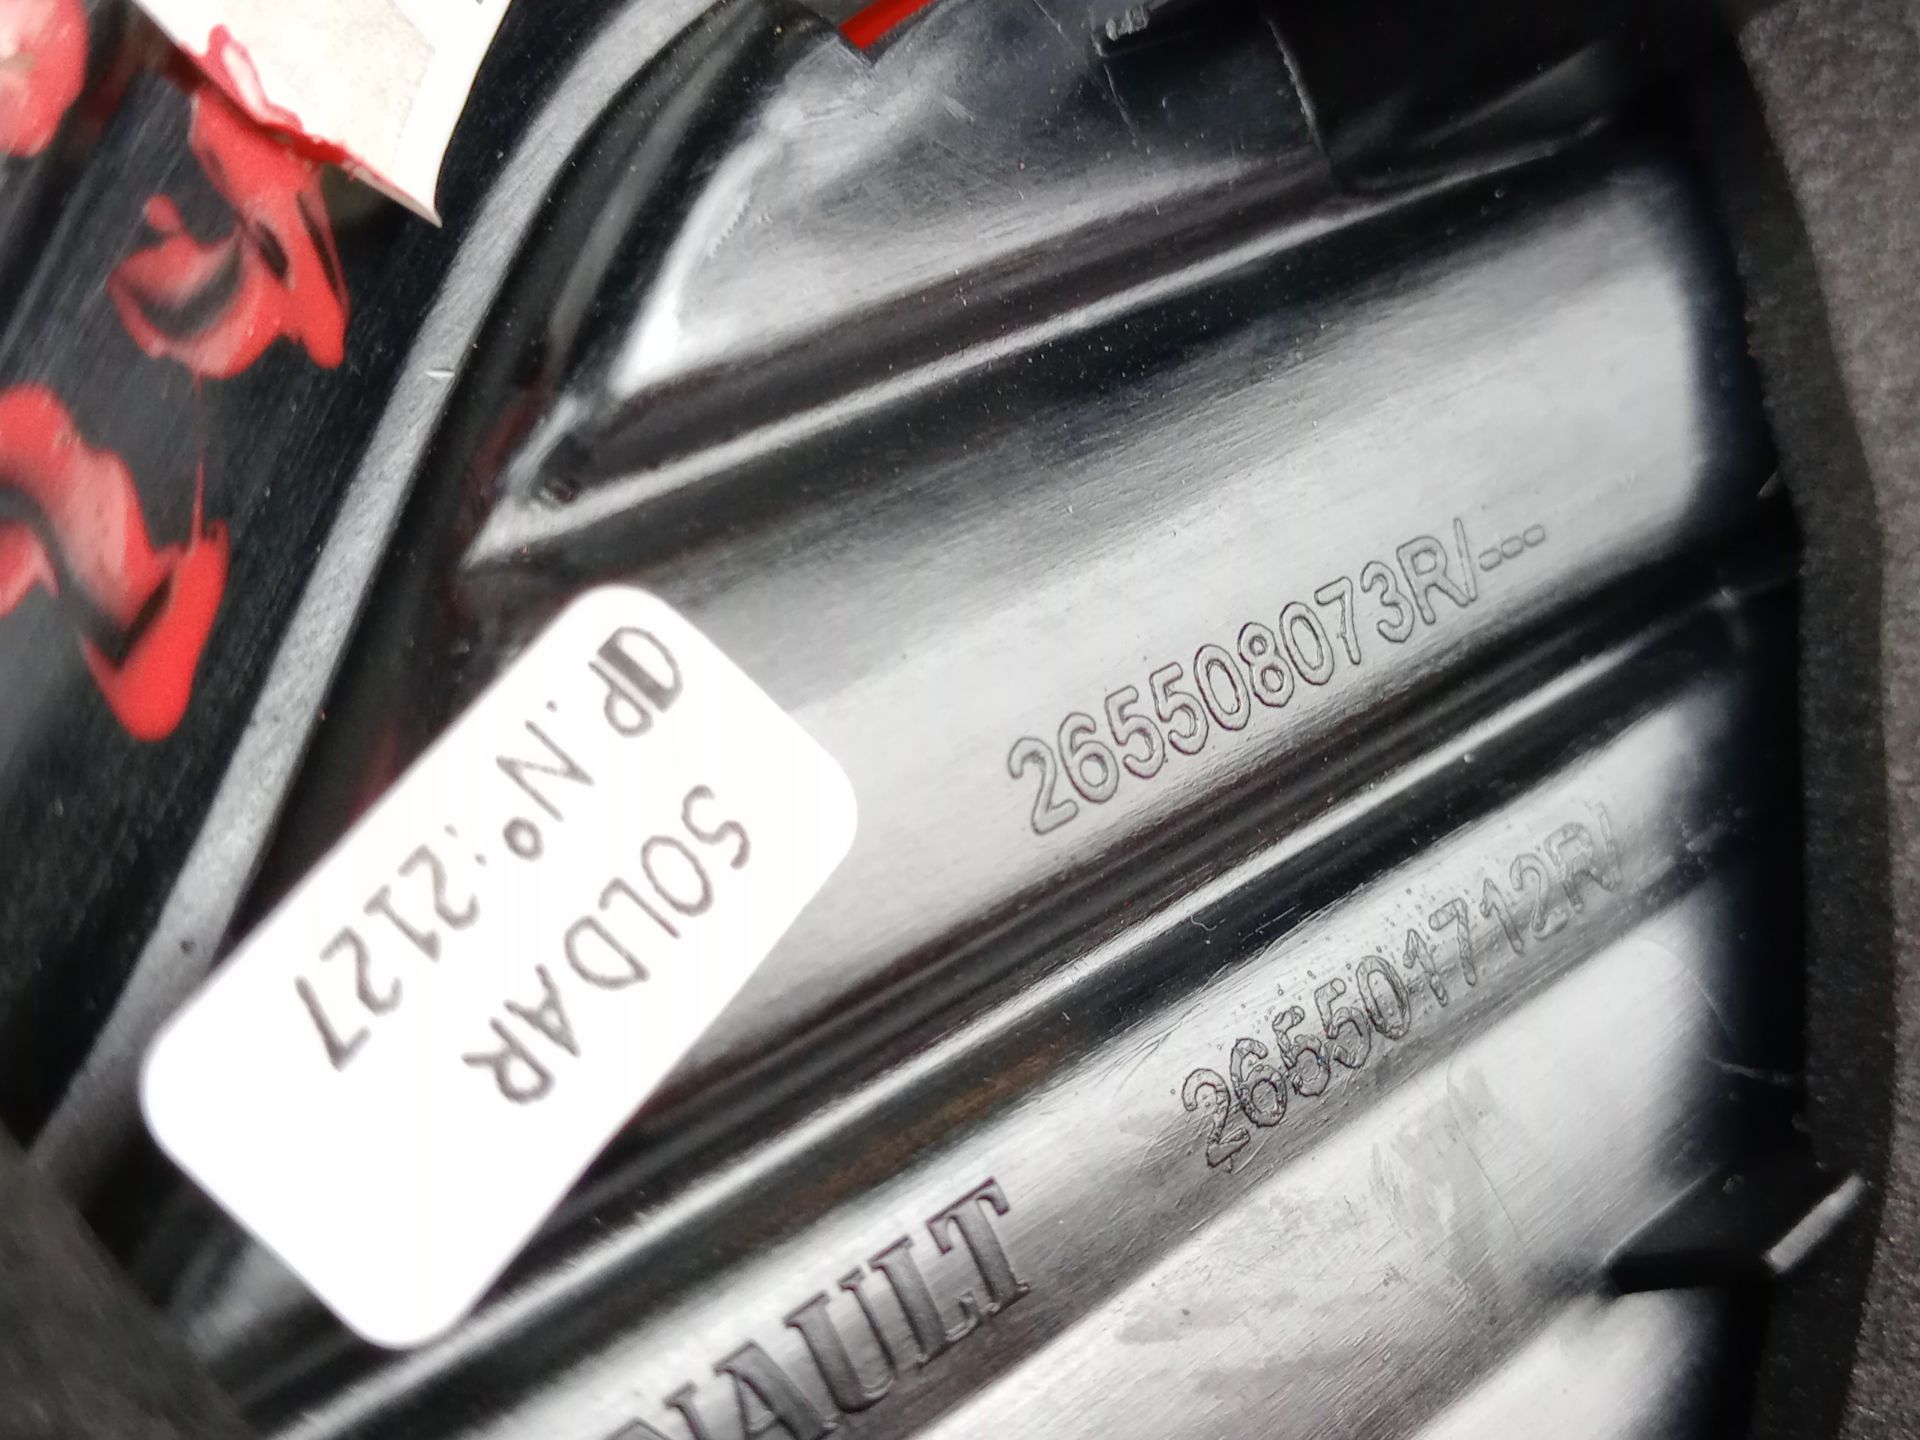 265508073R/---
265501712R/
NAULT
P.No:2127
SOLDAR